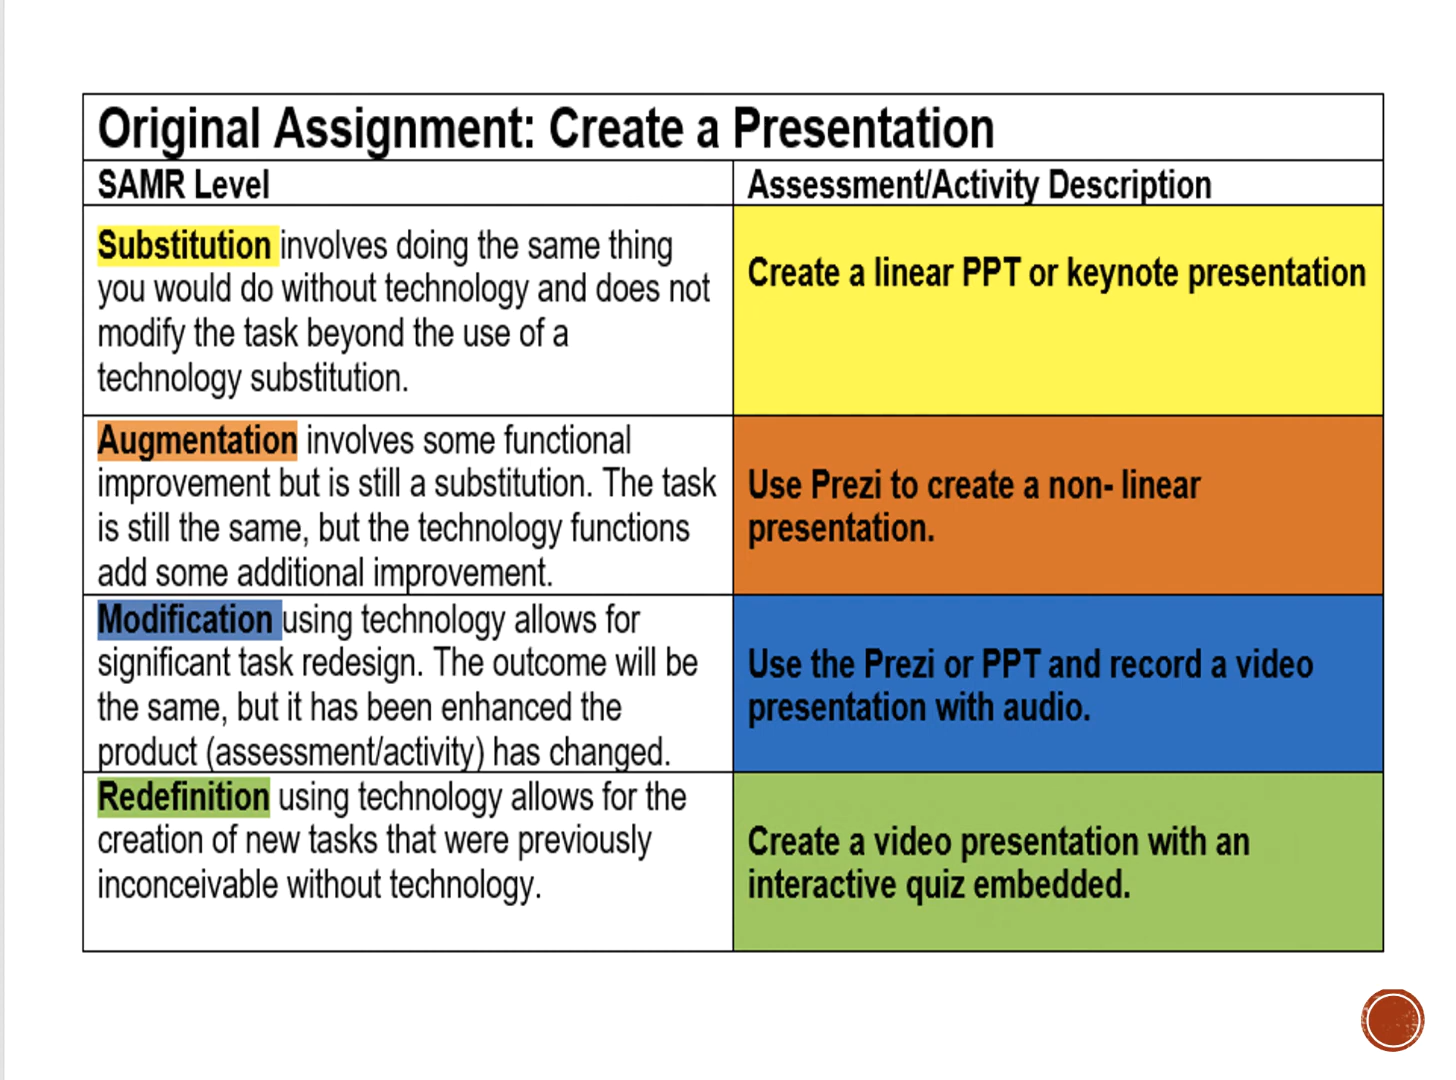 Original Assignment: Create a Presentation
SAMR Level
Assessment/Activity Description
Substitution involves doing the same thing
you would do without technology and does not
modify the task beyond the use of a
technology substitution.
Create a linear PPT or keynote presentation
Augmentation involves some functional
improvement but is still a substitution. The task
is still the same, but the technology functions
add some additional improvement.
Use Prezi to create a non- linear
presentation.
Modification using technology allows for
significant task redesign. The outcome will be
the same, but it has been enhanced the
product (assessment/activity) has changed.
Use the Prezi or PPT and record a video
presentation with audio.
Redefinition using technology allows for the
creation of new tasks that were previously
inconceivable without technology.
Create a video presentation with an
interactive quiz embedded.